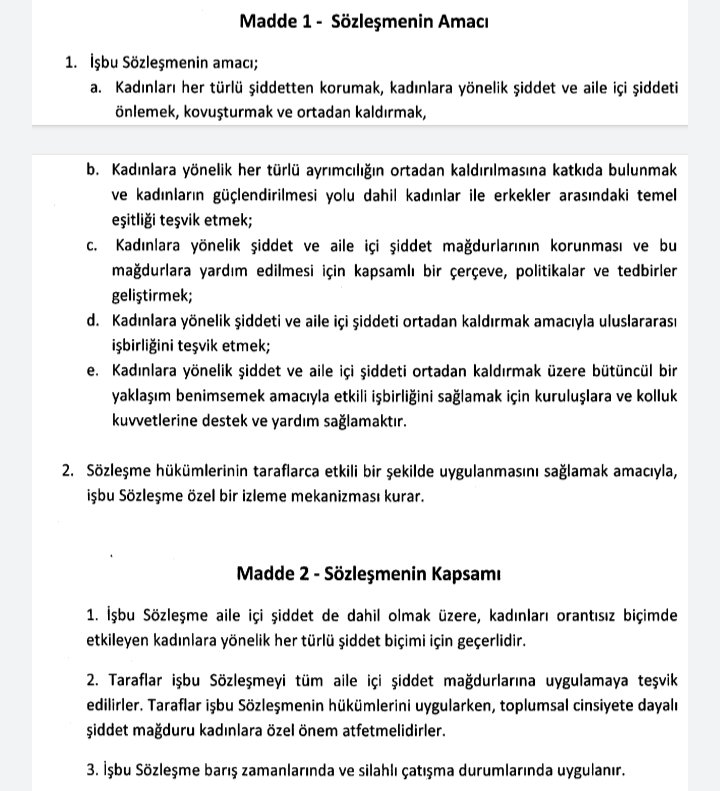 Madde 1 - Sözleşmenin Amacı
1. İşbu Sözleşmenin amacı;
a. Kadınları her türlü şiddetten korumak, kadınlara yönelik şiddet ve aile içi şiddeti
önlemek, kovuşturmak ve ortadan kaldırmak,
b. Kadınlara yönelik her türlü ayrımcılığın ortadan kaldırılmasına katkıda bulunmak
ve kadınların güçlendirilmesi yolu dahil kadınlar ile erkekler arasındaki temel
eşitliği teşvik etmek;
c. Kadınlara yönelik şiddet ve aile içi şiddet mağdurlarının korunması ve bu
mağdurlara yardım edilmesi için kapsamlı bir çerçeve, politikalar ve tedbirler
geliştirmek;
d. Kadınlara yönelik şiddeti ve aile içi şiddeti ortadan kaldırmak amacıyla uluslararası
işbirliğini teşvik etmek;
e. Kadınlara yönelik şiddet ve aile içi şiddeti ortadan kaldırmak üzere bütüncül bir
yaklaşım benimsemek amacıyla etkili işbirliğini sağlamak için kuruluşlara ve kolluk
kuvvetlerine destek ve yardım sağlamaktır.
2. Sözleşme hükümlerinin taraflarca etkili bir şekilde uygulanmasını sağlamak amacıyla,
işbu Sözleşme özel bir izleme mekanizması kurar.
Madde 2 - Sözleşmenin Kapsamı
1. İşbu Sözleşme aile içi şiddet de dahil olmak üzere, kadınları orantısız biçimde
etkileyen kadınlara yönelik her türlü şiddet biçimi için geçerlidir.
2. Taraflar işbu Sözleşmeyi tüm aile içi şiddet mağdurlarına uygulamaya teşvik
edilirler. Taraflar işbu Sözleşmenin hükümlerini uygularken, toplumsal cinsiyete dayalı
şiddet mağduru kadınlara özel önem atfetmelidirler.
3. İşbu Sözleşme barış zamanlarında ve silahlı çatışma durumlarında uygulanır.